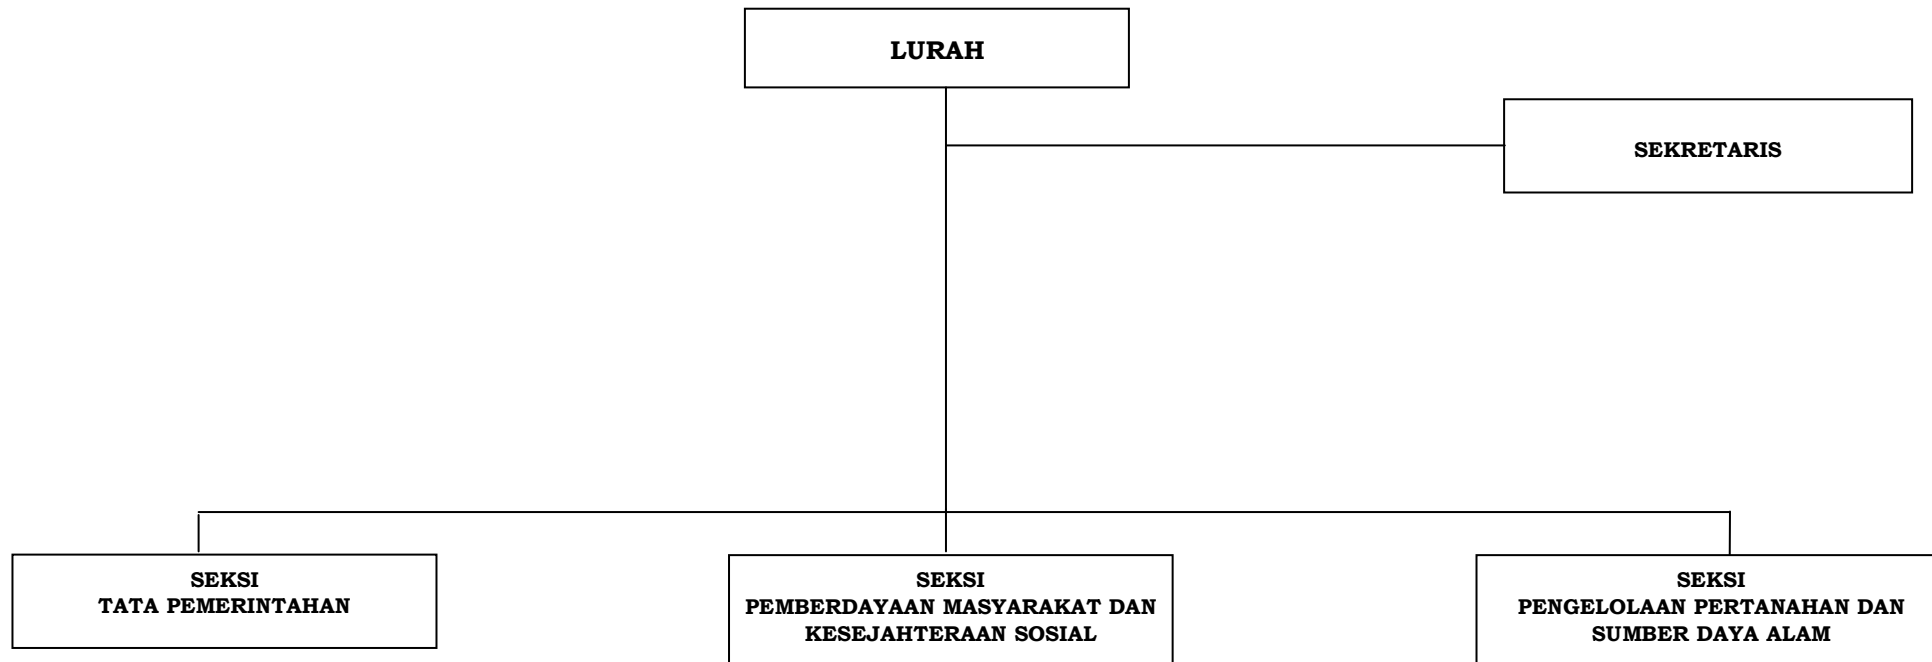 LURAH
SEKRETARIS
SEKSI
TATA PEMERINTAHAN
SEKSI
PEMBERDAYAAN MASYARAKAT DAN
KESEJAHTERAAN SOSIAL
SEKSI
PENGELOLAAN PERTANAHAN DAN
SUMBER DAYA ALAM